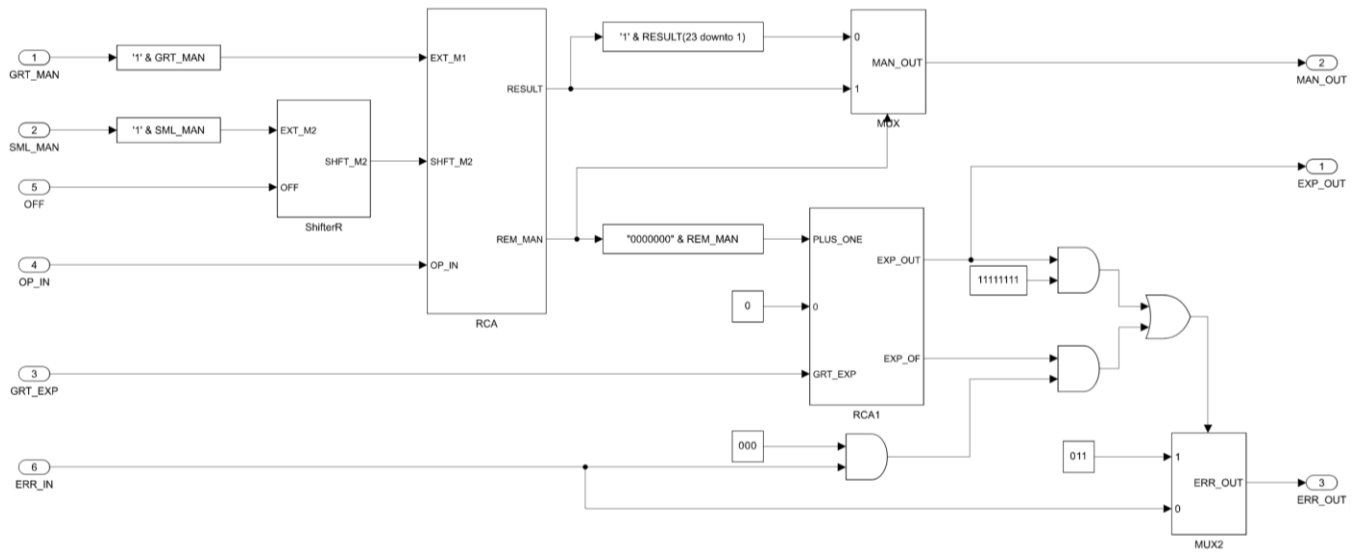 1
GRT_MAN
'1' & GRT_MAN
2
SML_MAN
'1' & SML_MAN
5
OFF
4
OP_IN
3
GRT_EXP
6
ERR_IN
EXT_M2
SHFT_M2
OFF
ShifterR
EXT_M1
RESULT
SHFT_M2
REM_MAN
OP_IN
RCA
'1' & RESULT(23 downto 1)
0
MAN_OUT
1
MUX
2
MAN_OUT
1
EXP_OUT
"0000000" & REM_MAN
PLUS_ONE
EXP_OUT
0
0
EXP_OF
GRT_EXP
RCA1
11111111
000
011
1
ERR_OUT
0
MUX2
3
ERR_OUT